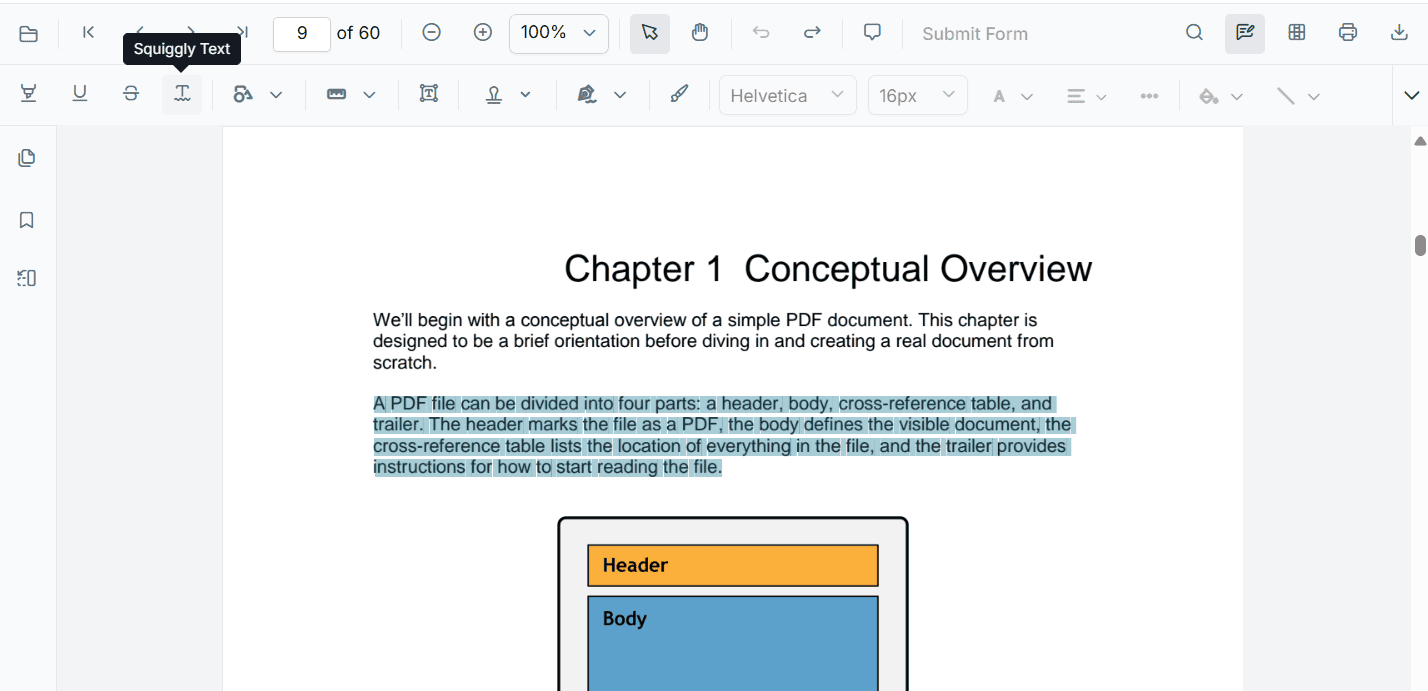 9 of 60
100%
Submit Form
Squiggly Text
Helvetica
16px
Chapter 1 Conceptual Overview
We'll begin with a conceptual overview of a simple PDF document. This chapter is
designed to be a brief orientation before diving in and creating a real document from
scratch.
A PDF file can be divided into four parts: a header, body, cross-reference table, and
trailer. The header marks the file as a PDF, the body defines the visible document, the
cross-reference table lists the location of everything in the file, and the trailer provides
instructions for how to start reading the file.
Header
Body